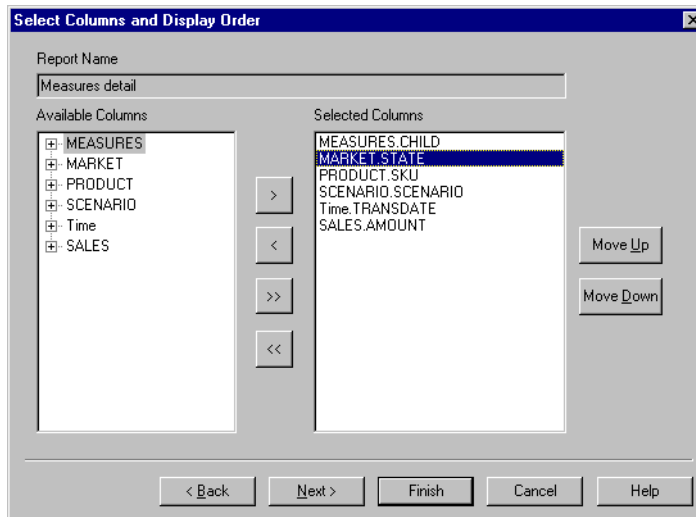 Select Columns and Display Order
Report Name
Measures detail
Available Columns
Selected Columns
MEASURES
MARKET
PRODUCT
SCENARIO
Time
SALES
>
<
>>
<<
MEASURES.CHILD
MARKET.STATE
PRODUCT.SKU
SCENARIO.SCENARIO
Time.TRANSDATE
SALES.AMOUNT
Move Up
Move Down
< Back
Next >
Finish
Cancel
Help